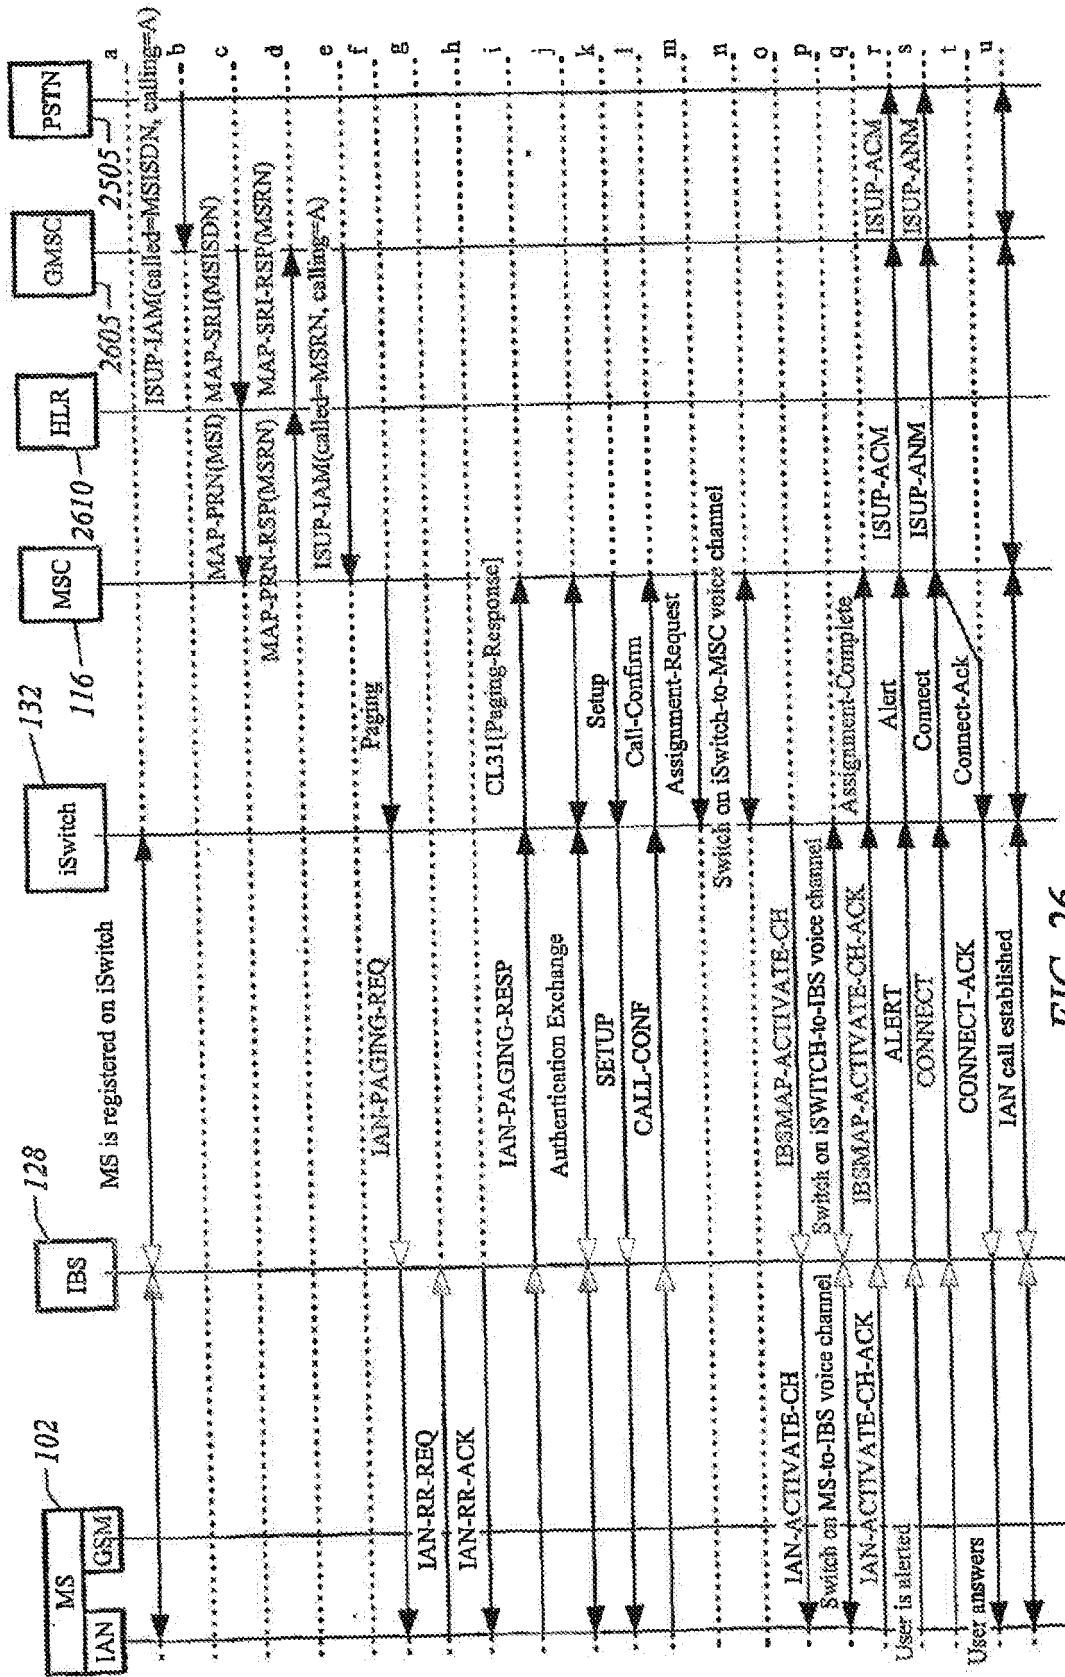 MS
IAN
GSM
102
IBS
128
iSwitch
132
MSC
116
HLR
2610
GMSC
2605
PSTN
2505
MS is registered on iSwitch
a
ISUP-IAM(called=MSISDN, calling=A)
b
MAP-PRN(MSI)
MAP-SRI(MSISDN)
c
MAP-PRN-RSP(MSRN)
MAP-SRI-RSP(MSRN)
d
ISUP-IAM(called=MSRN, calling=A)
e
f
IAN-PAGING-REQ
Paging
g
IAN-RR-REQ
h
IAN-RR-ACK
i
IAN-PAGING-RESP
CL31[Paging-Response]
j
Authentication Exchange
k
SETUP
Setup
l
CALL-CONF
Call-Confirm
m
Assignment-Request
n
Switch on iSwitch-to-MSC voice channel
o
IAN-ACTIVATE-CH
IBSMAP-ACTIVATE-CH
p
Switch on MS-to-IBS voice channel
Switch on iSWITCH-to-IBS voice channel
q
IAN-ACTIVATE-CH-ACK
IBSMAP-ACTIVATE-CH-ACK
Assignment-Complete
r
User is alerted
ALERT
Alert
ISUP-ACM
ISUP-ACM
s
CONNECT
Connect
ISUP-ANM
ISUP-ANM
t
User answers
CONNECT-ACK
Connect-Ack
u
IAN call established
FIG. 26